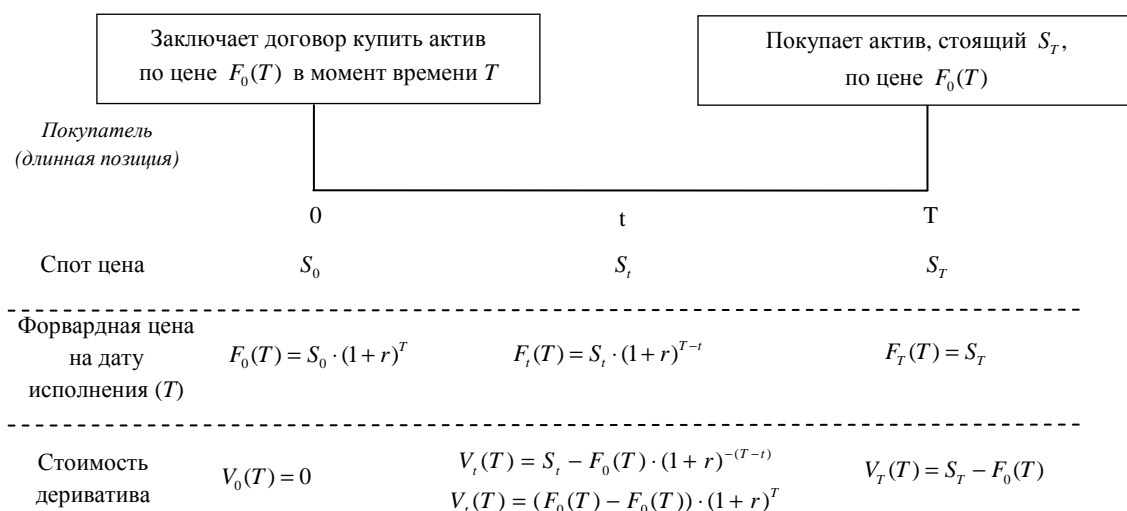 Заключает договор купить актив
по цене F_0(T) в момент времени T
Покупает актив, стоящий S_T,
по цене F_0(T)
Покупатель
(длинная позиция)
0 t T
Спот цена S_0 S_t S_T
Форвардная цена
на дату
исполнения (T)
F_0(T) = S_0 · (1 + r)^T F_t(T) = S_t · (1 + r)^{T−t} F_T(T) = S_T
Стоимость
дериватива
V_0(T) = 0
V_t(T) = S_t − F_0(T) · (1 + r)^{−(T−t)}
V_t(T) = (F_0(T) − F_0(T)) · (1 + r)^T
V_T(T) = S_T − F_0(T)